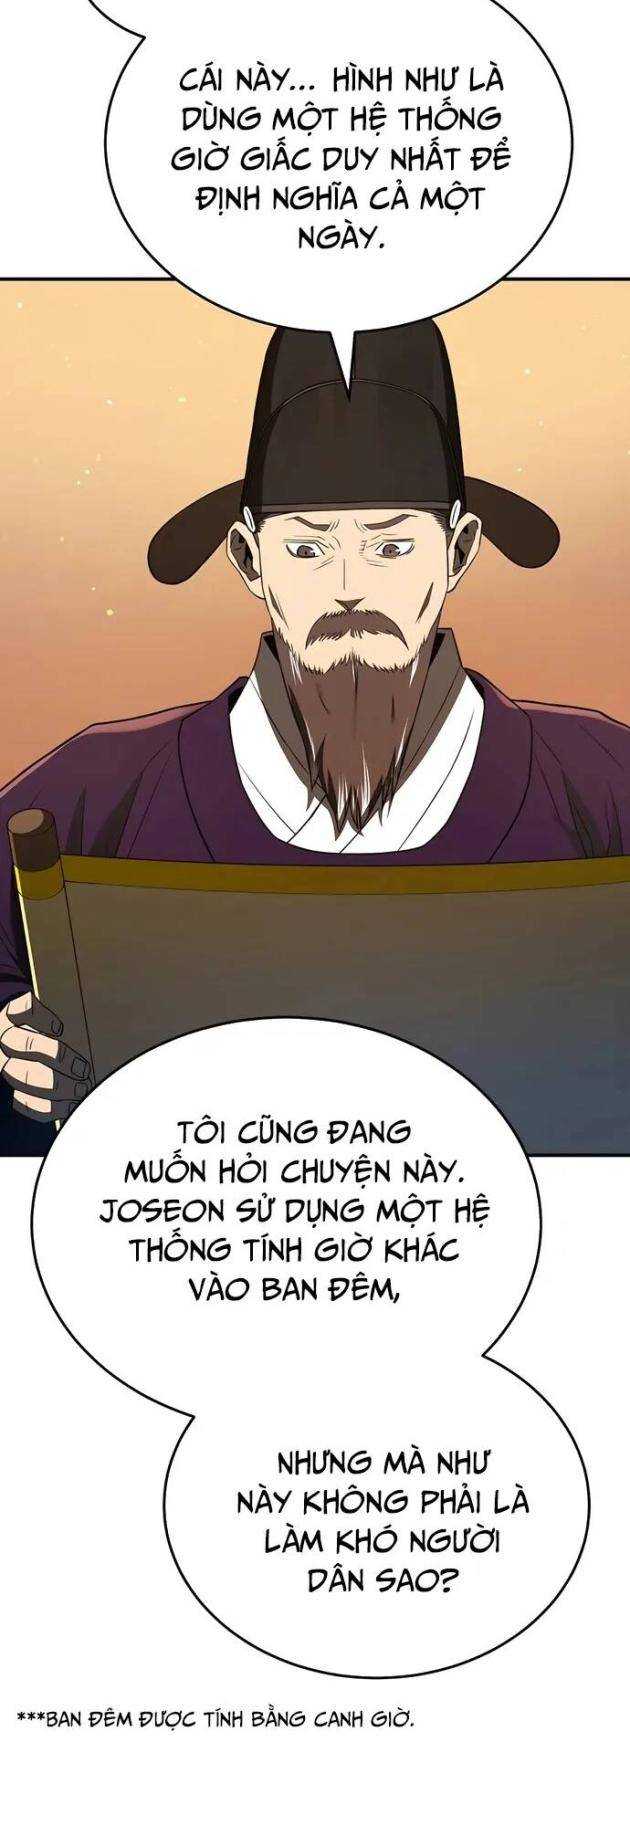 CÁI NÀY... HÌNH NHƯ LÀ
DÙNG MỘT HỆ THỐNG
GIỜ GIẤC DUY NHẤT ĐỂ
ĐỊNH NGHĨA CẢ MỘT
NGÀY.
TÔI CŨNG ĐANG
MUỐN HỎI CHUYỆN NÀY.
JOSEON SỬ DỤNG MỘT HỆ
THỐNG TÍNH GIỜ KHÁC
VÀO BAN ĐÊM,
NHƯNG MÀ NHƯ
NÀY KHÔNG PHẢI LÀ
LÀM KHÓ NGƯỜI
DÂN SAO?
***BAN ĐÊM ĐƯỢC TÍNH BẰNG CANH GIỜ.